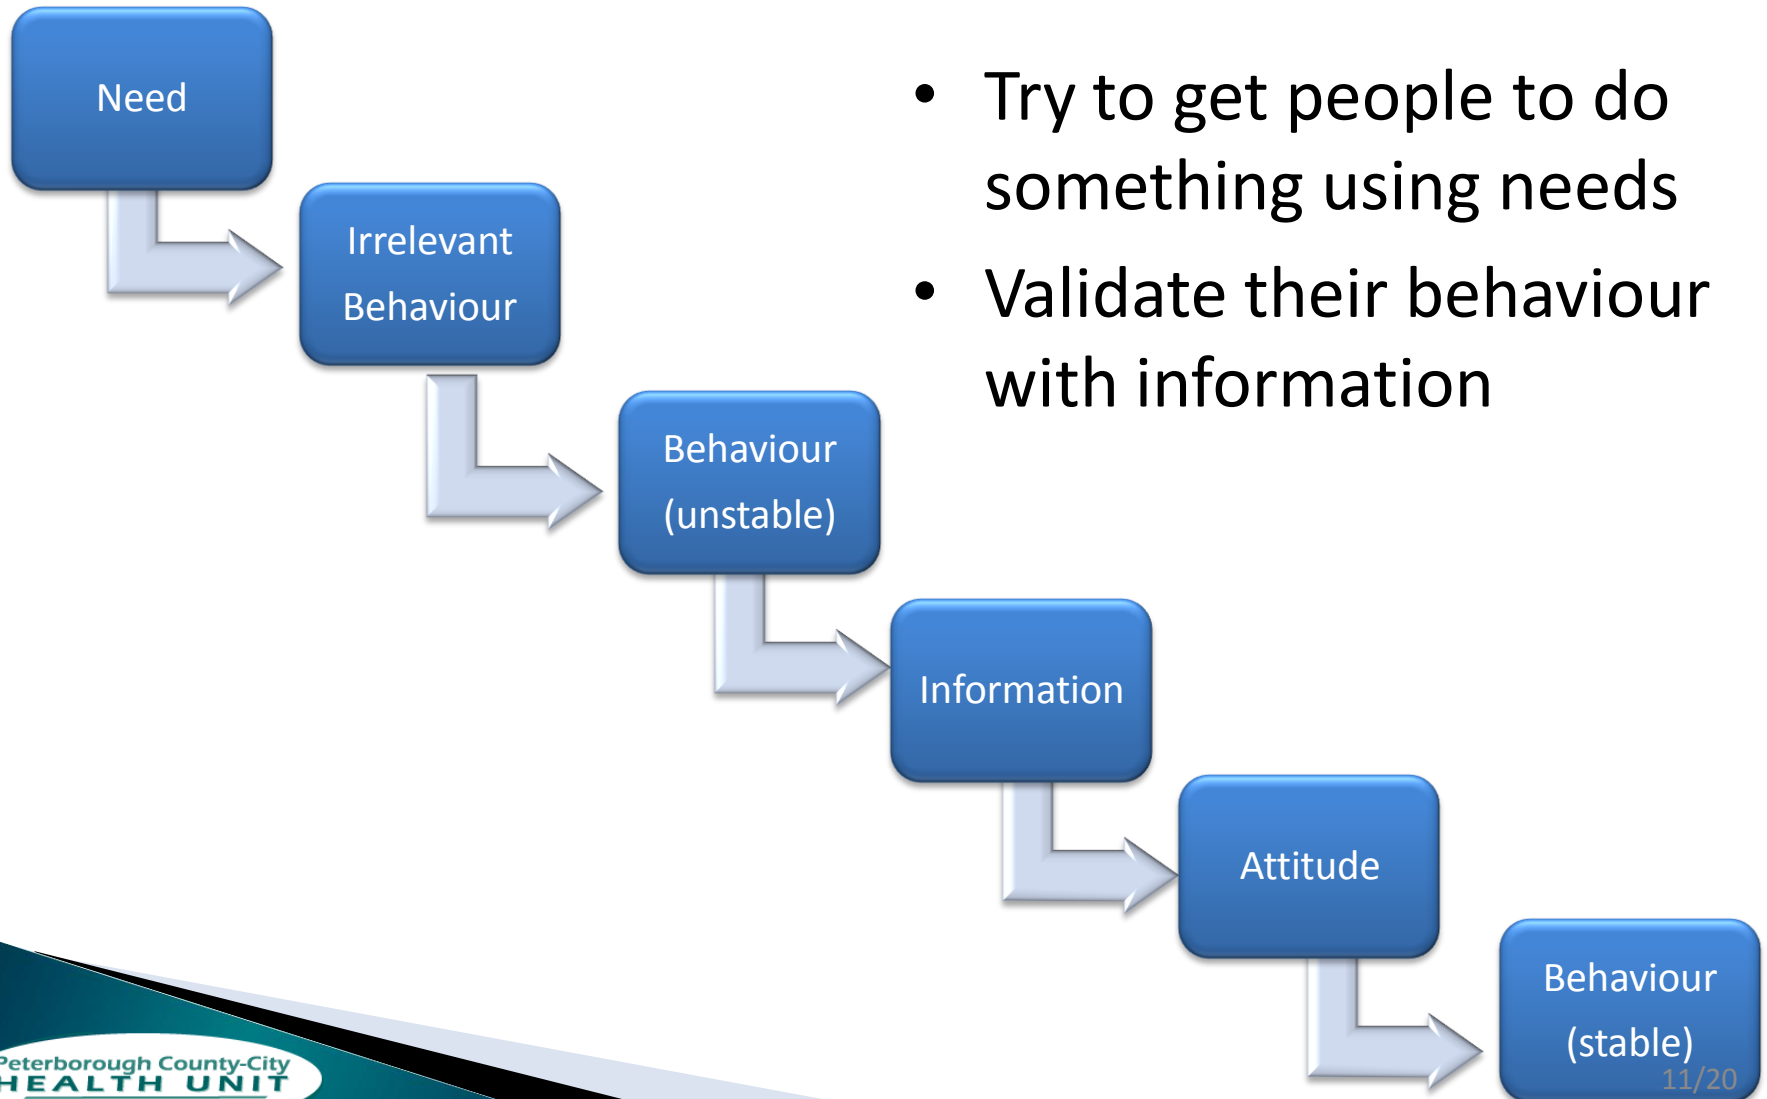 Need
Irrelevant
Behaviour
Behaviour
(unstable)
Information
Attitude
Behaviour
(stable)
• Try to get people to do
something using needs
• Validate their behaviour
with information
Peterborough County-City
HEALTH UNIT
11/20